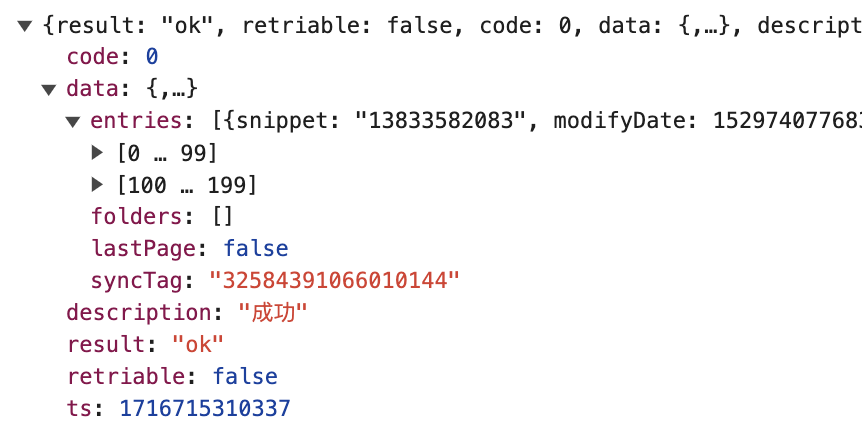 {result: "ok", retriable: false, code: 0, data: {,…}, descript
code: 0
data: {,…}
entries: [{snippet: "13833582083", modifyDate: 152974077683
[0 … 99]
[100 … 199]
folders: []
lastPage: false
syncTag: "32584391066010144"
description: "成功"
result: "ok"
retriable: false
ts: 1716715310337